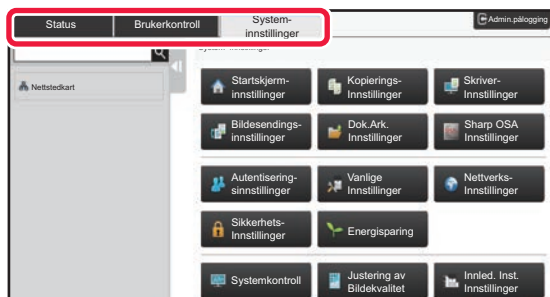 Status
Brukerkontroll
System-
innstillinger
Admin.pålogging
Nettstedkart
Startskjerm-
innstillinger
Kopierings-
Innstillinger
Skriver-
Innstillinger
Bildesendings-
innstillinger
Dok.Ark.
Innstillinger
Sharp OSA
Innstillinger
Autentisering-
sinnstillinger
Vanlige
Innstillinger
Nettverks-
Innstillinger
Sikkerhets-
Innstillinger
Energisparing
Systemkontroll
Justering av
Bildekvalitet
Innled. Inst.
Innstillinger